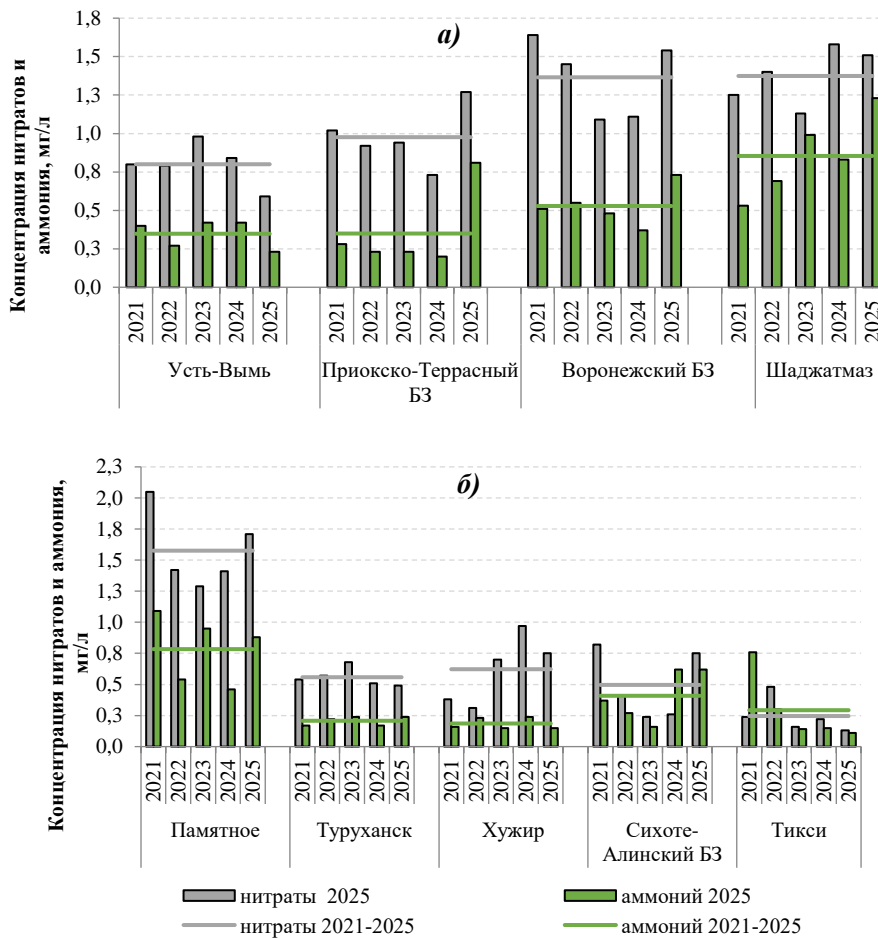 Концентрация нитратов и
аммония, мг/л
а)
1,8
1,5
1,3
1,0
0,8
0,5
0,3
0,0
2021 2022 2023 2024 2025 2021 2022 2023 2024 2025 2021 2022 2023 2024 2025 2021 2022 2023 2024 2025
Усть-Вымь Приокско-Террасный Воронежский БЗ Шаджатмаз
БЗ
Концентрация нитратов и аммония,
мг/л
б)
2,3
2,0
1,8
1,5
1,3
1,0
0,8
0,5
0,3
0,0
2021 2022 2023 2024 2025 2021 2022 2023 2024 2025 2021 2022 2023 2024 2025 2021 2022 2023 2024 2025 2021 2022 2023 2024 2025
Памятное Туруханск Хужир Сихоте- Тикси
Алинский БЗ
нитраты 2025 аммоний 2025
нитраты 2021-2025 аммоний 2021-2025